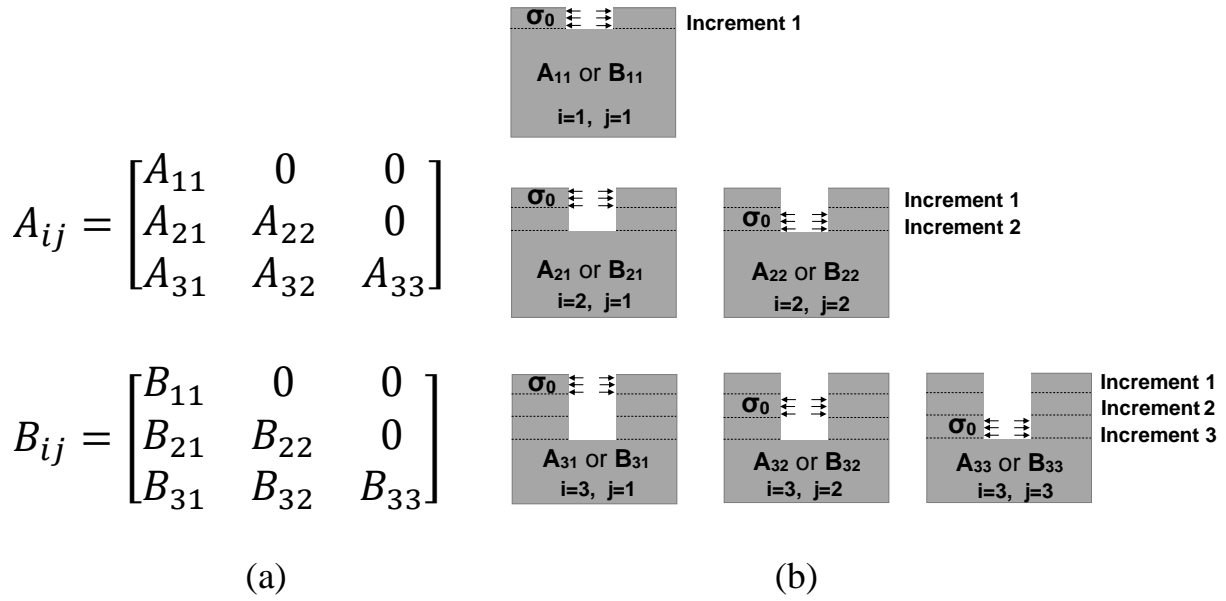 σ₀
Increment 1
A₁₁ or B₁₁
i=1, j=1
A₁₁ 0 0
A_ij = [A₂₁ A₂₂ 0]
A₃₁ A₃₂ A₃₃
σ₀
σ₀
Increment 1
Increment 2
A₂₁ or B₂₁
i=2, j=1
A₂₂ or B₂₂
i=2, j=2
B₁₁ 0 0
B_ij = [B₂₁ B₂₂ 0]
B₃₁ B₃₂ B₃₃
σ₀
σ₀
σ₀
Increment 1
Increment 2
Increment 3
A₃₁ or B₃₁
i=3, j=1
A₃₂ or B₃₂
i=3, j=2
A₃₃ or B₃₃
i=3, j=3
(a)
(b)